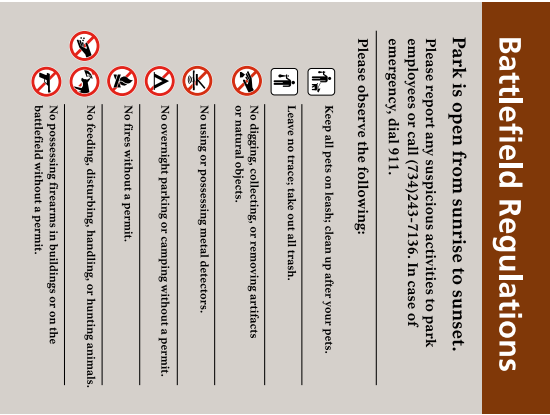 Battlefield Regulations
Park is open from sunrise to sunset.
Please report any suspicious activities to park
employees or call (734)243-7136. In case of
emergency, dial 911.
Please observe the following:
Keep all pets on leash; clean up after your pets.
Leave no trace; take out all trash.
No digging, collecting, or removing artifacts
or natural objects.
No using or possessing metal detectors.
No overnight parking or camping without a permit.
No fires without a permit.
No feeding, disturbing, handling, or hunting animals.
No possessing firearms in buildings or on the
battlefield without a permit.